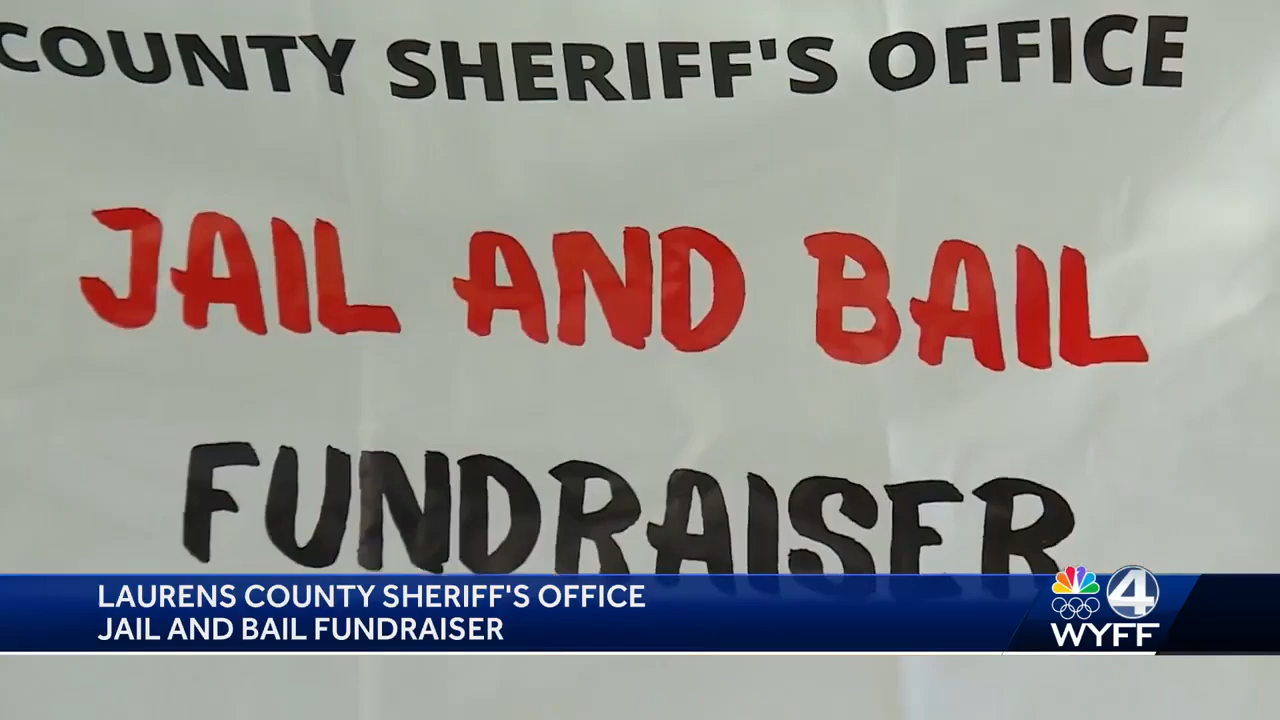 COUNTY SHERIFF'S OFFICE
JAIL AND BAIL
FUNDRAISER
LAURENS COUNTY SHERIFF'S OFFICE
JAIL AND BAIL FUNDRAISER
4
WYFF